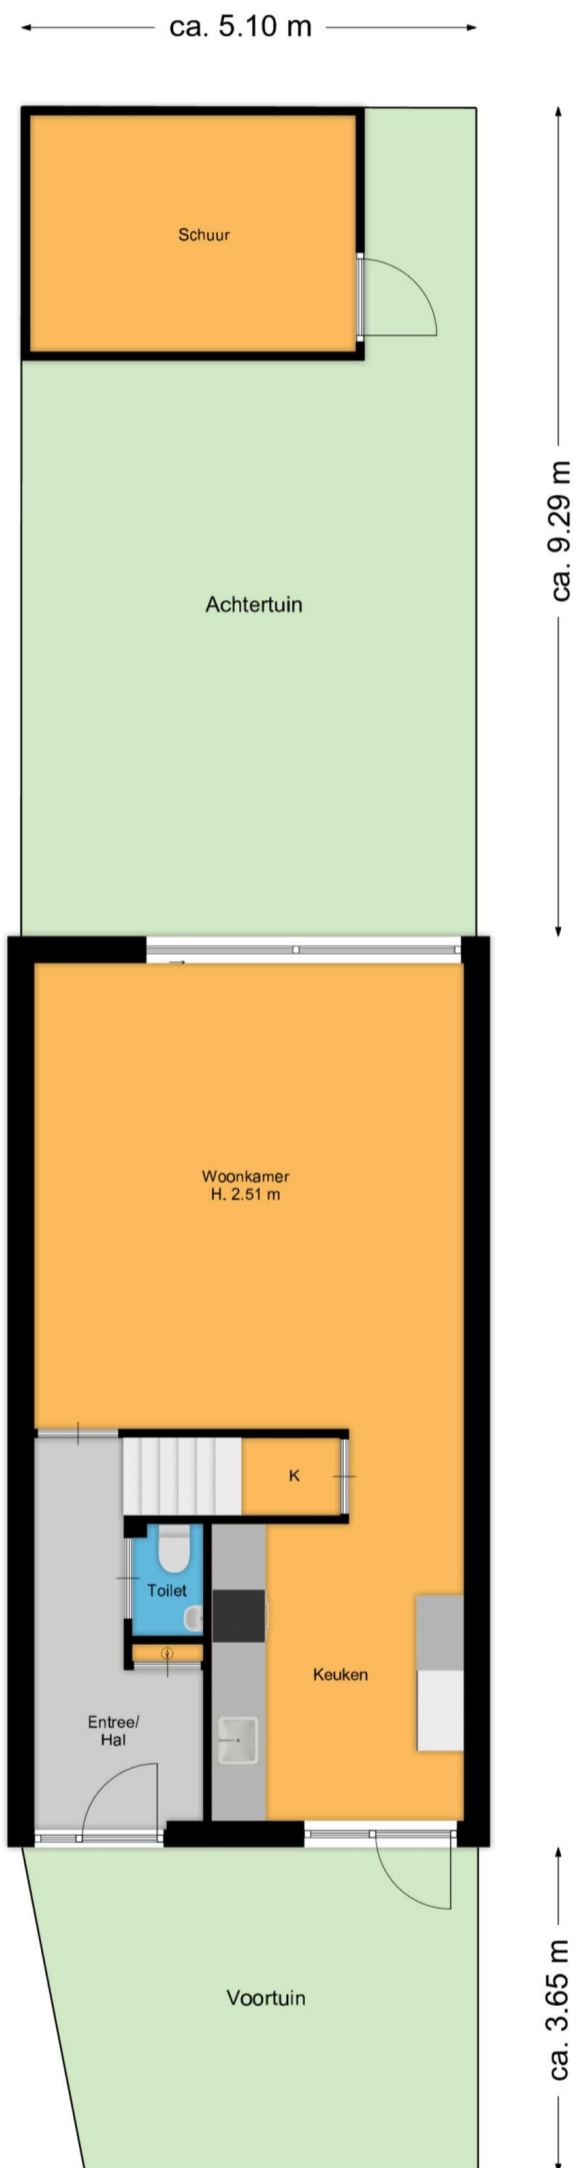 ca. 5.10 m
Schuur
ca. 9.29 m
Achtertuin
Woonkamer
H. 2.51 m
K
Toilet
Keuken
Entree/
Hal
Voortuin
ca. 3.65 m